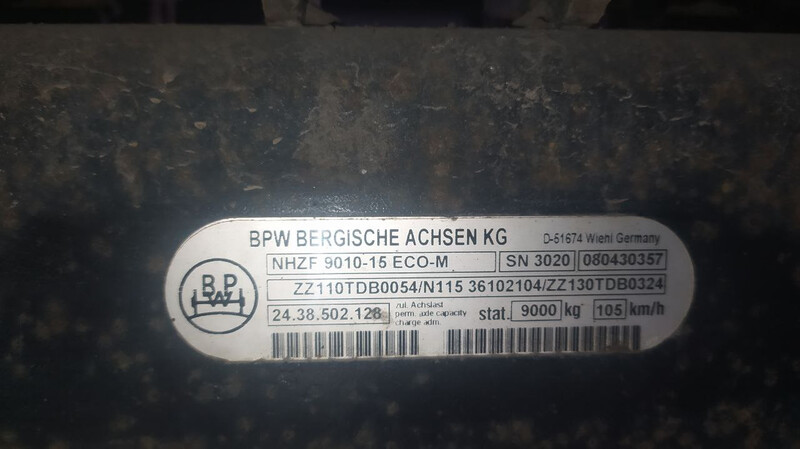 BPW BERGISCHE ACHSEN KG D-51674 Wiehl Germany
NHZF 9010-15 ECO-M SN 3020 080430357
BPW
ZZ110TDB0054/N115 36102104/ZZ130TDB0324
24.38.502.128 zul. Achslast perm. axle capacity charge adm. stat. 9000 kg 105 km/h